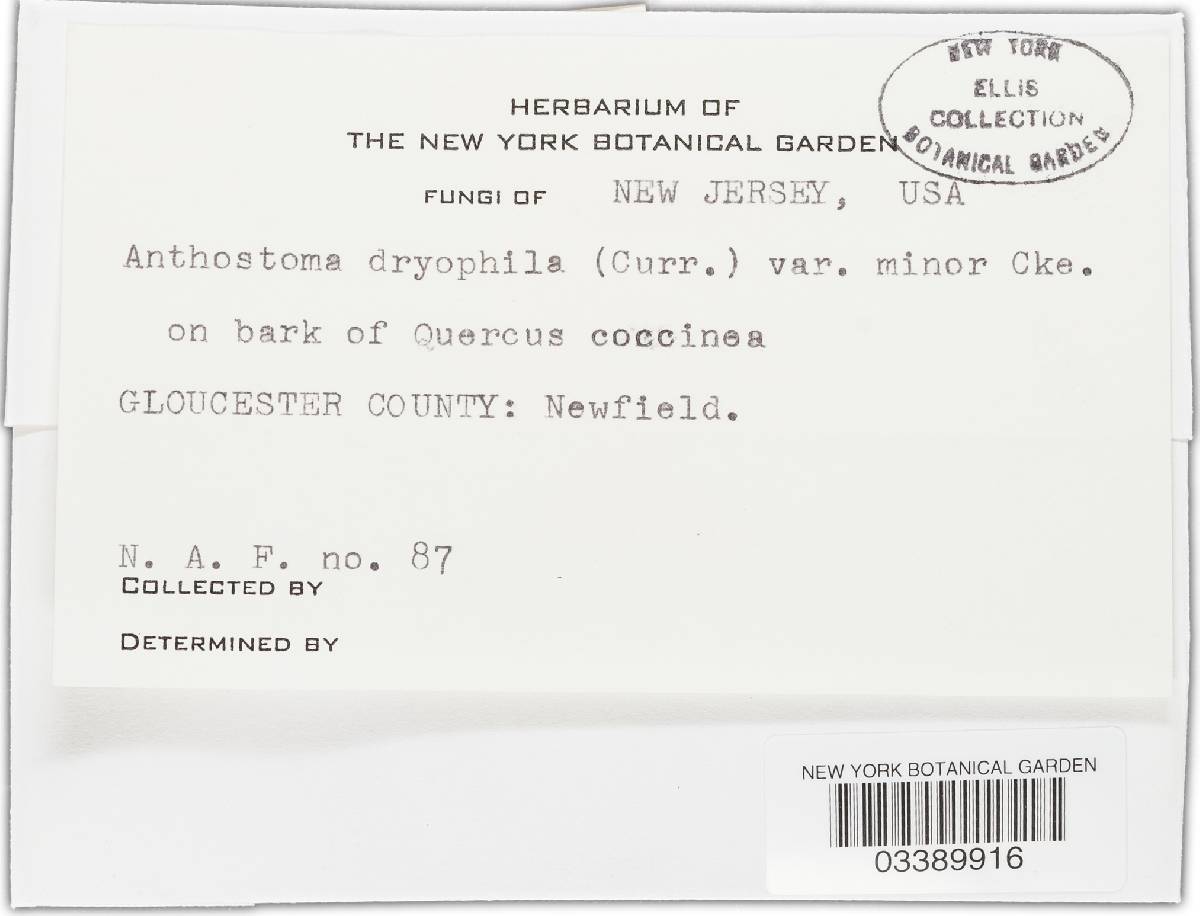 NEW YORK
ELLIS
COLLECTION
BOTANICAL GARDEN
HERBARIUM OF
THE NEW YORK BOTANICAL GARDEN
FUNGI OF NEW JERSEY, USA
Anthostoma dryophila (Curr.) var. minor Cke.
on bark of Quercus coccinea
GLOUCESTER COUNTY: Newfield.
N. A. F. no. 87
COLLECTED BY
DETERMINED BY
NEW YORK BOTANICAL GARDEN
03389916